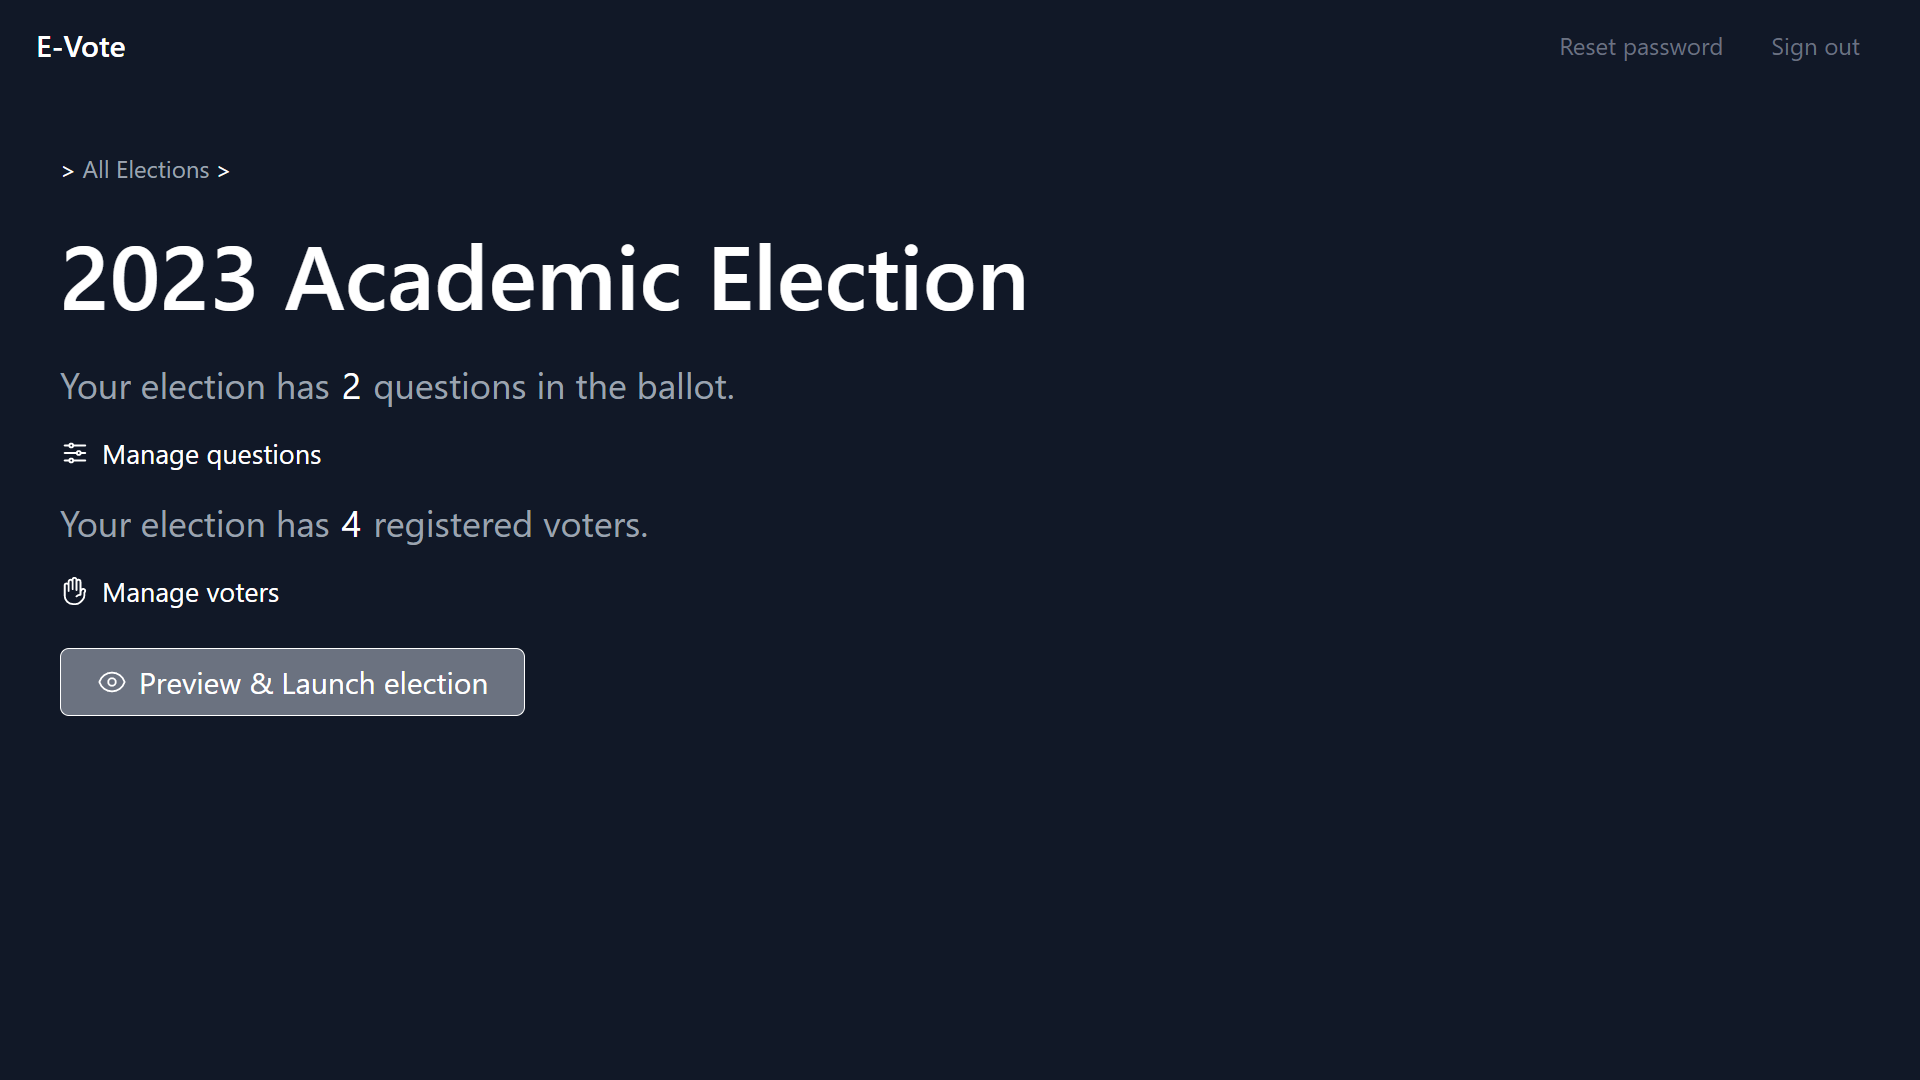 E-Vote
Reset password
Sign out
> All Elections >
2023 Academic Election
Your election has 2 questions in the ballot.
Manage questions
Your election has 4 registered voters.
Manage voters
Preview & Launch election